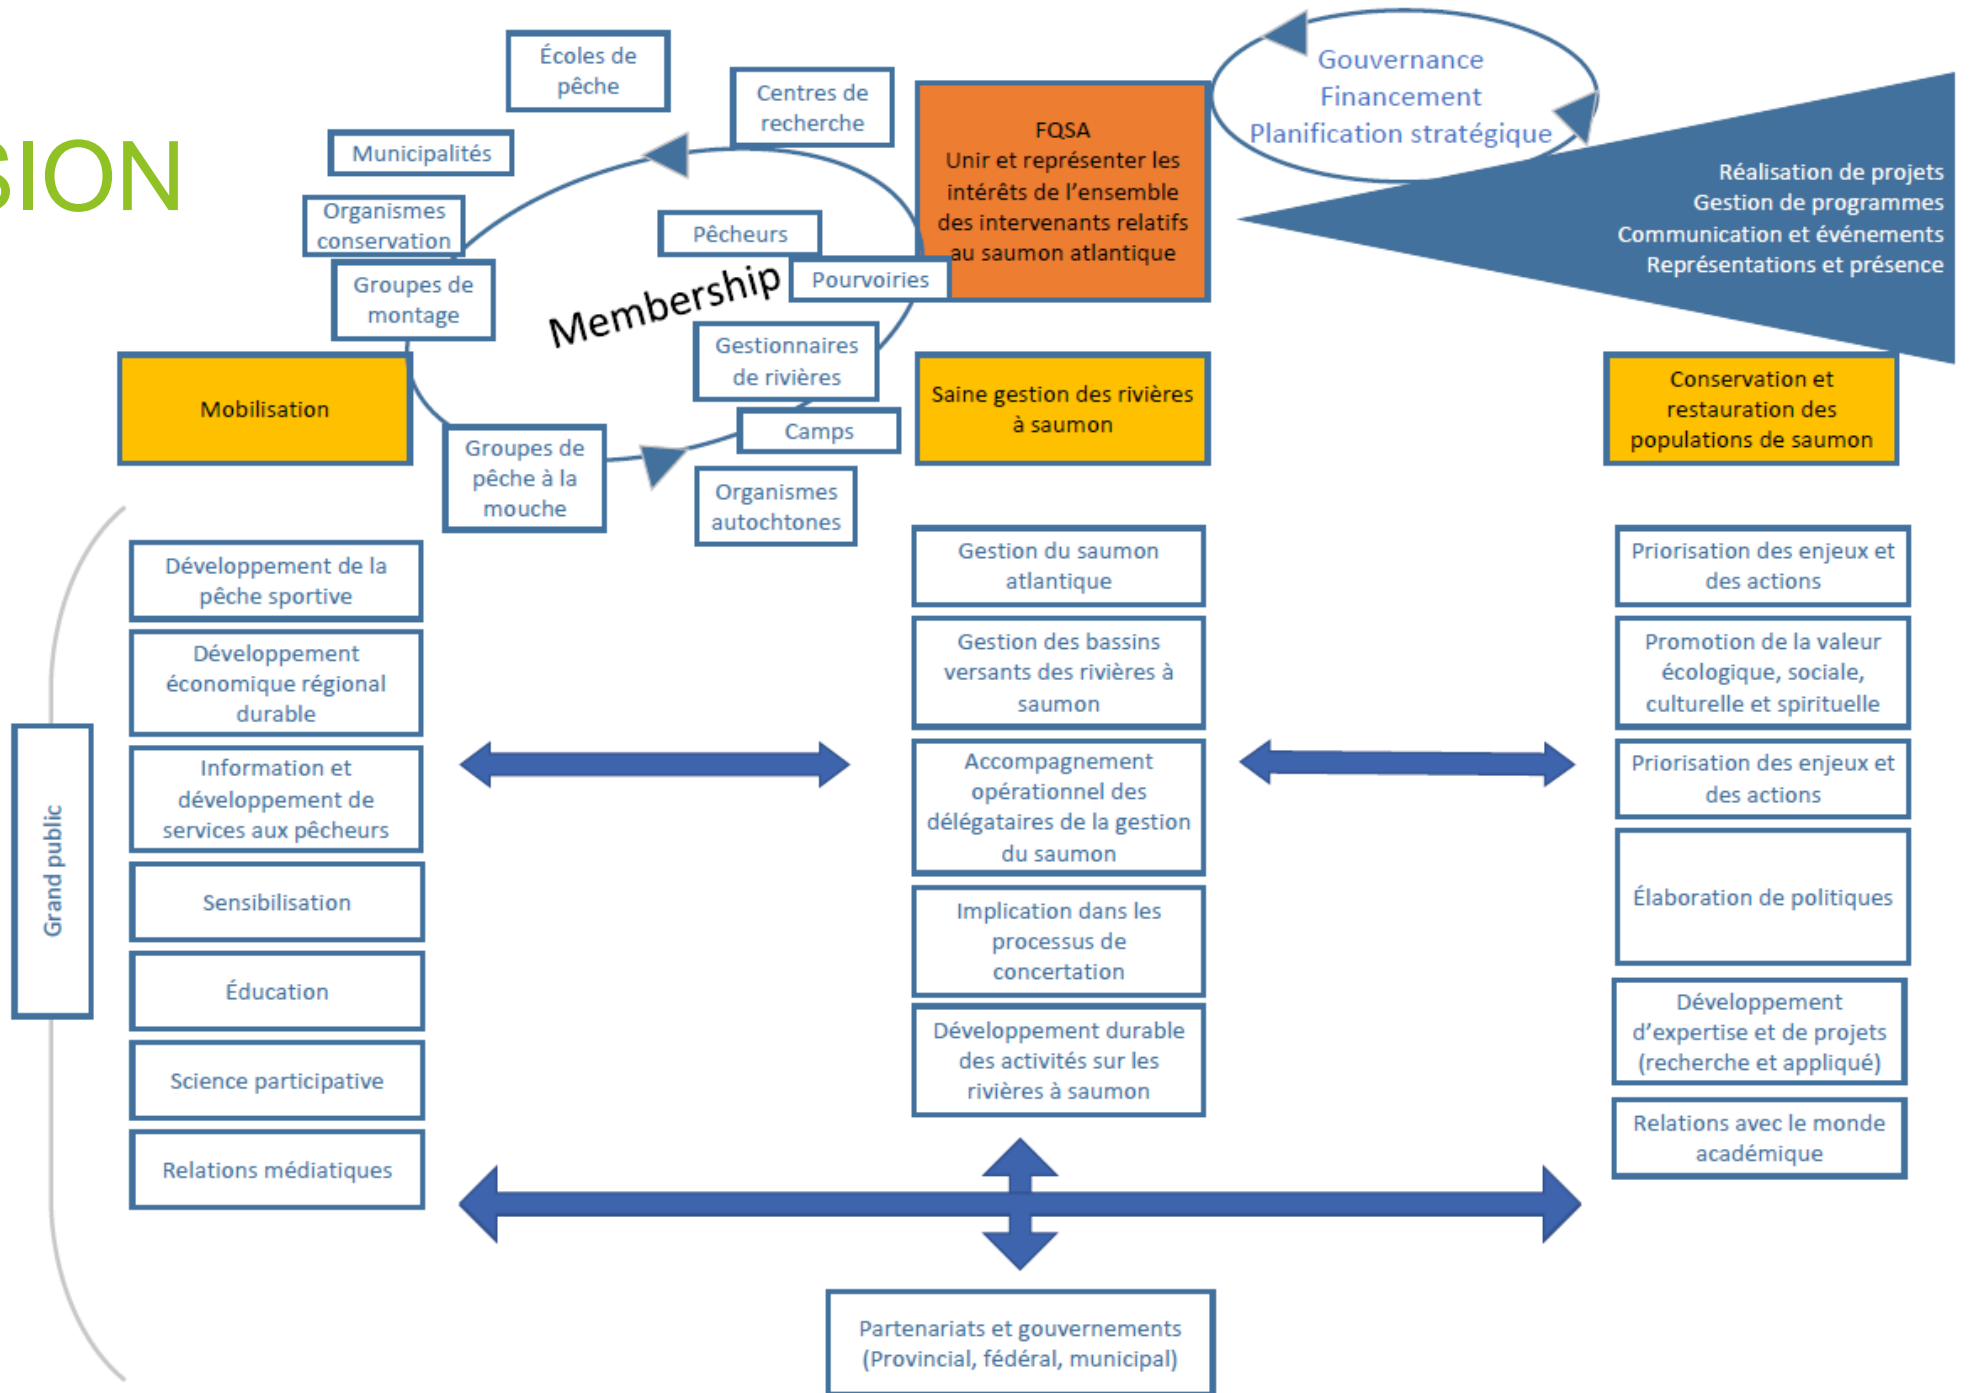 SION
Écoles de
pêche
Centres de
recherche
Municipalités
Organismes
conservation
Groupes de
montage
Pêcheurs
Pourvoiries
Membership
Gestionnaires
de rivières
Camps
Groupes de
pêche à la
mouche
Organismes
autochtones
FQSA
Unir et représenter les
intérêts de l’ensemble
des intervenants relatifs
au saumon atlantique
Gouvernance
Financement
Planification stratégique
Réalisation de projets
Gestion de programmes
Communication et événements
Représentations et présence
Mobilisation
Saine gestion des rivières
à saumon
Conservation et
restauration des
populations de saumon
Grand public
Développement de la
pêche sportive
Développement
économique régional
durable
Information et
développement de
services aux pêcheurs
Sensibilisation
Éducation
Science participative
Relations médiatiques
Gestion du saumon
atlantique
Gestion des bassins
versants des rivières à
saumon
Accompagnement
opérationnel des
délégataires de la gestion
du saumon
Implication dans les
processus de
concertation
Développement durable
des activités sur les
rivières à saumon
Priorisation des enjeux et
des actions
Promotion de la valeur
écologique, sociale,
culturelle et spirituelle
Priorisation des enjeux et
des actions
Élaboration de politiques
Développement
d’expertise et de projets
(recherche et appliqué)
Relations avec le monde
académique
Partenariats et gouvernements
(Provincial, fédéral, municipal)